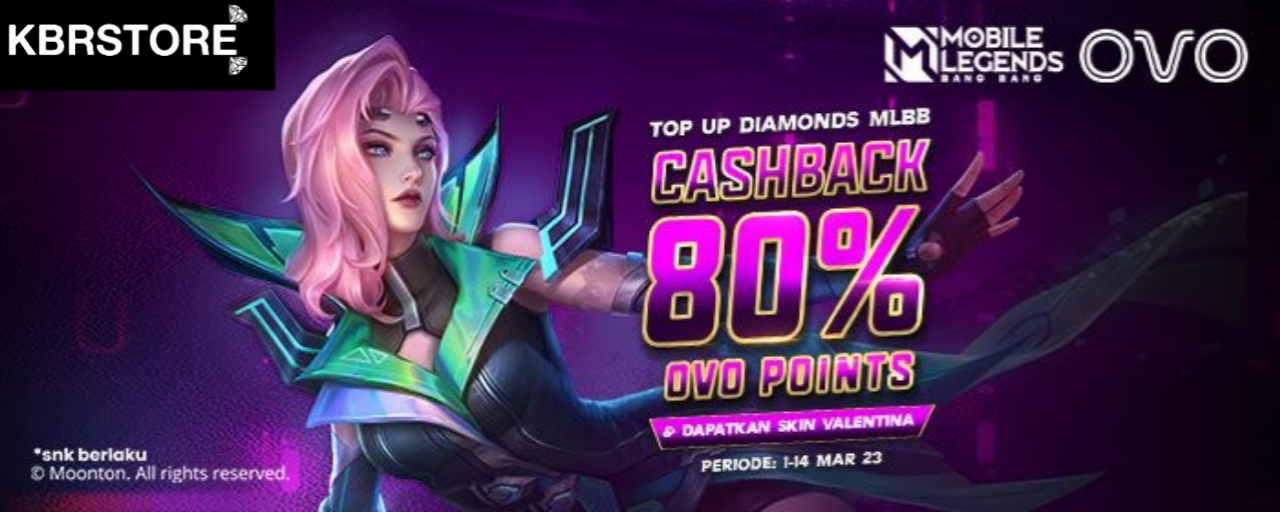 KBRSTORE
MOBILE
LEGENDS
BANG BANG
OVO
TOP UP DIAMONDS MLBB
CASHBACK
80%
OVO POINTS
& DAPATKAN SKIN VALENTINA
PERIODE: 1-14 MAR 23
*snk berlaku
© Moonton. All rights reserved.